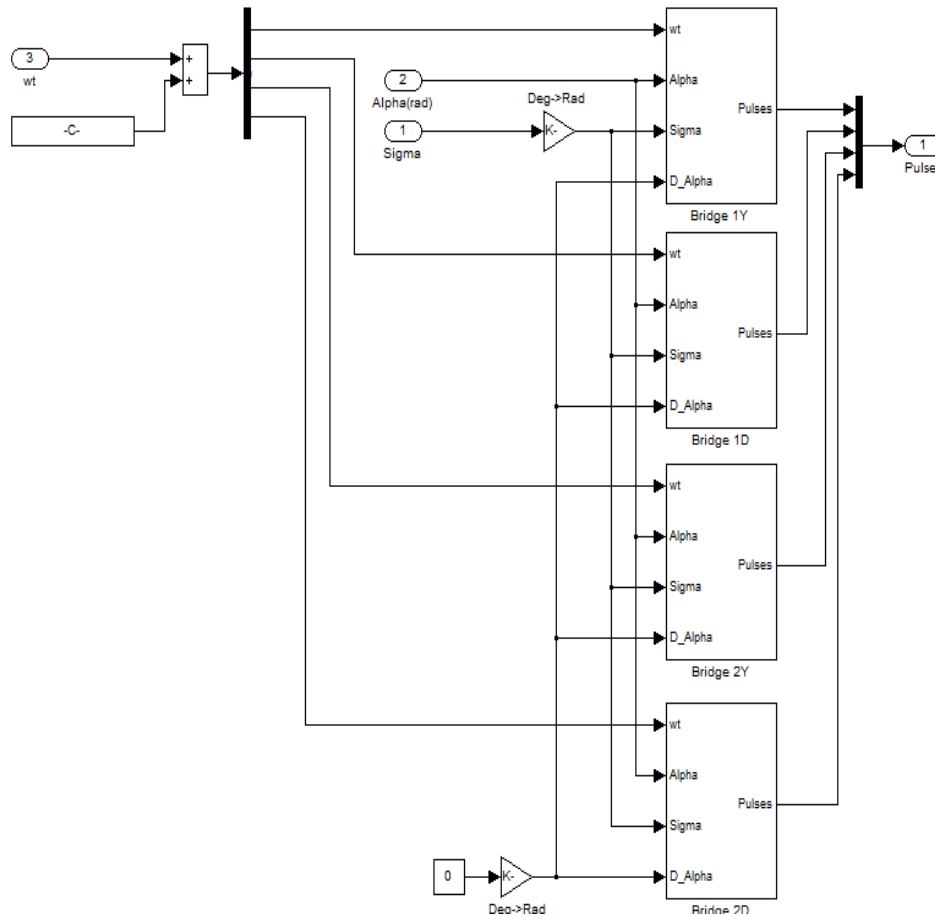 3
wt
+
+
-C-
2
Alpha(rad)
1
Sigma
Deg->Rad
K-
wt
Alpha
Sigma
D_Alpha
Pulses
Bridge 1Y
1
Pulse
wt
Alpha
Sigma
D_Alpha
Pulses
Bridge 1D
wt
Alpha
Sigma
D_Alpha
Pulses
Bridge 2Y
wt
Alpha
Sigma
D_Alpha
Pulses
Bridge 2D
0
K-
Deg->Rad